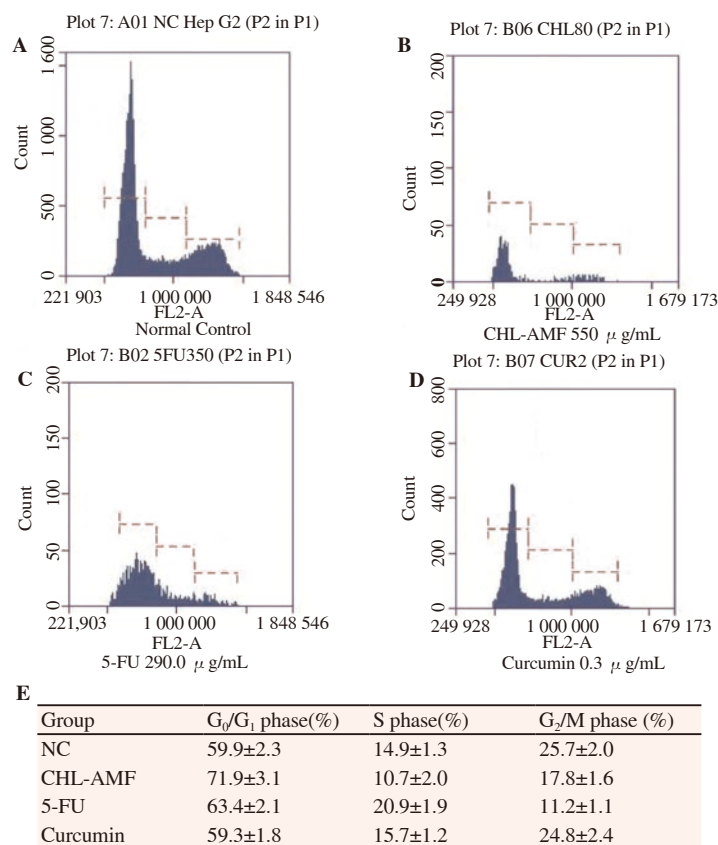 Plot 7: A01 NC Hep G2 (P2 in P1)
A
1 600
1 000
500
0
Count
221 903 1 000 000 1 848 546
FL2-A
Normal Control
Plot 7: B06 CHL80 (P2 in P1)
B
200
150
100
50
0
Count
249 928 1 000 000 1 679 173
FL2-A
CHL-AMF 550 μ g/mL
Plot 7: B02 5FU350 (P2 in P1)
C
200
150
100
50
0
Count
221,903 1 000 000 1 848 546
FL2-A
5-FU 290.0 μ g/mL
Plot 7: B07 CUR2 (P2 in P1)
D
800
600
400
200
0
Count
249 928 1 000 000 1 679 173
FL2-A
Curcumin 0.3 μ g/mL
E
Group G₀/G₁ phase(%) S phase(%) G₂/M phase (%)
NC 59.9±2.3 14.9±1.3 25.7±2.0
CHL-AMF 71.9±3.1 10.7±2.0 17.8±1.6
5-FU 63.4±2.1 20.9±1.9 11.2±1.1
Curcumin 59.3±1.8 15.7±1.2 24.8±2.4